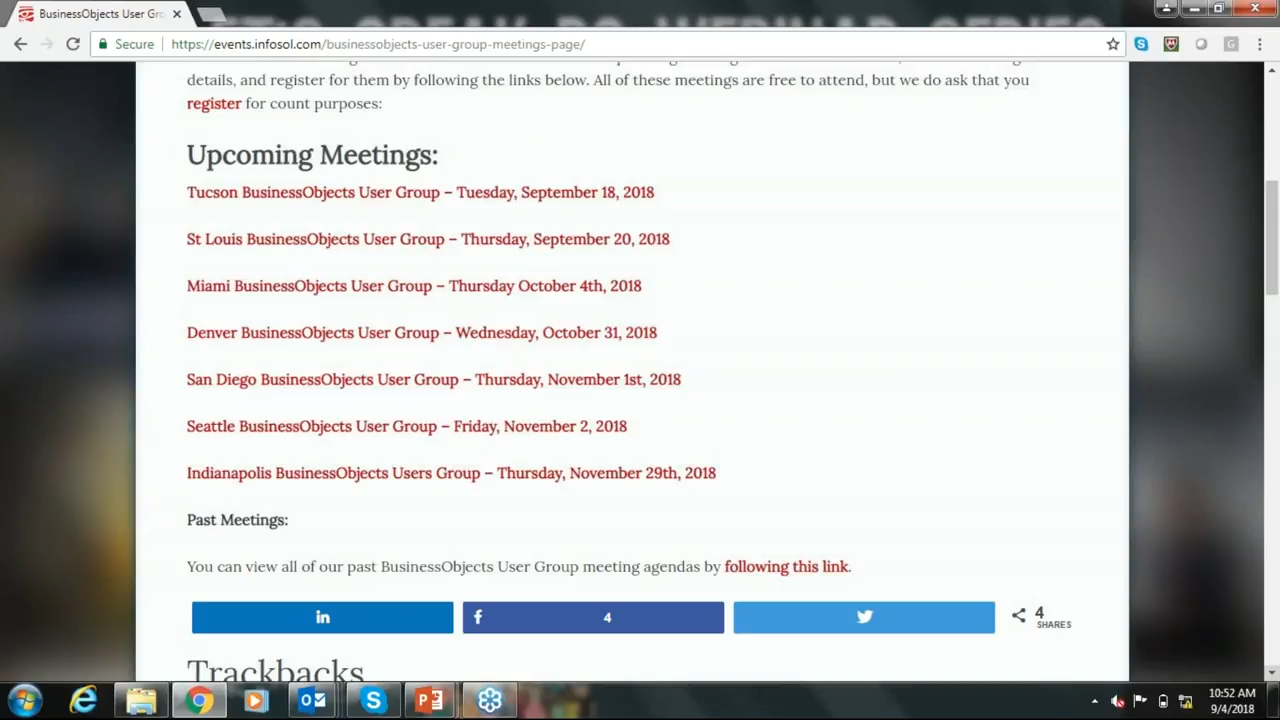 BusinessObjects User Gro
Secure
https://events.infosol.com/businessobjects-user-group-meetings-page/
details, and register for them by following the links below. All of these meetings are free to attend, but we do ask that you
register for count purposes:
Upcoming Meetings:
Tucson BusinessObjects User Group – Tuesday, September 18, 2018
St Louis BusinessObjects User Group – Thursday, September 20, 2018
Miami BusinessObjects User Group – Thursday October 4th, 2018
Denver BusinessObjects User Group – Wednesday, October 31, 2018
San Diego BusinessObjects User Group – Thursday, November 1st, 2018
Seattle BusinessObjects User Group – Friday, November 2, 2018
Indianapolis BusinessObjects Users Group – Thursday, November 29th, 2018
Past Meetings:
You can view all of our past BusinessObjects User Group meeting agendas by following this link.
in
f 4
4
SHARES
Trackbacks
10:52 AM
9/4/2018